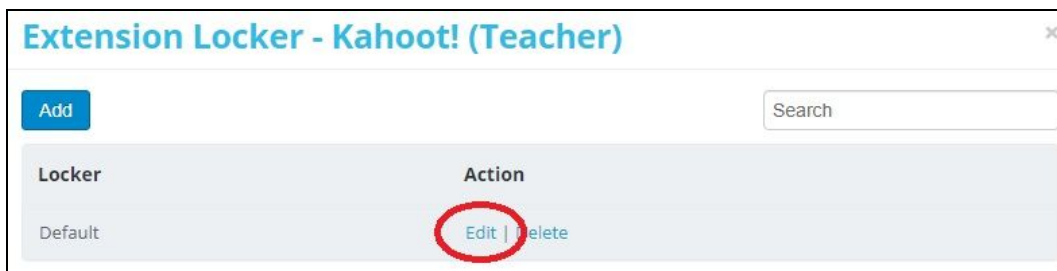 Extension Locker - Kahoot! (Teacher)
×
Add
Search
Locker Action
Default Edit | Delete